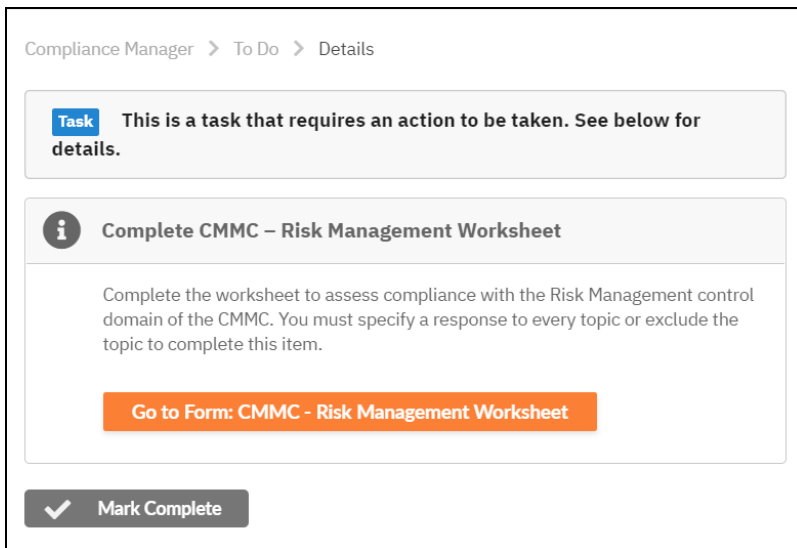 Compliance Manager > To Do > Details
Task This is a task that requires an action to be taken. See below for
details.
Complete CMMC – Risk Management Worksheet
Complete the worksheet to assess compliance with the Risk Management control
domain of the CMMC. You must specify a response to every topic or exclude the
topic to complete this item.
Go to Form: CMMC - Risk Management Worksheet
Mark Complete